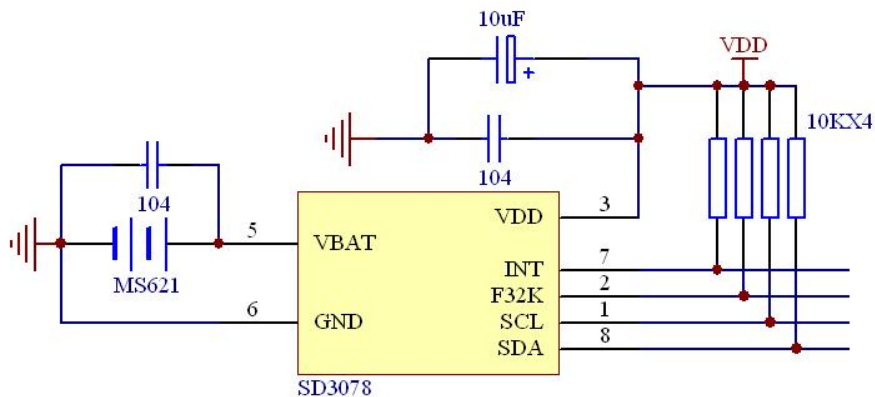 10uF
+
VDD
10KX4
104
104
MS621
5
VBAT
6
GND
VDD
3
INT
7
F32K
2
SCL
1
SDA
8
SD3078